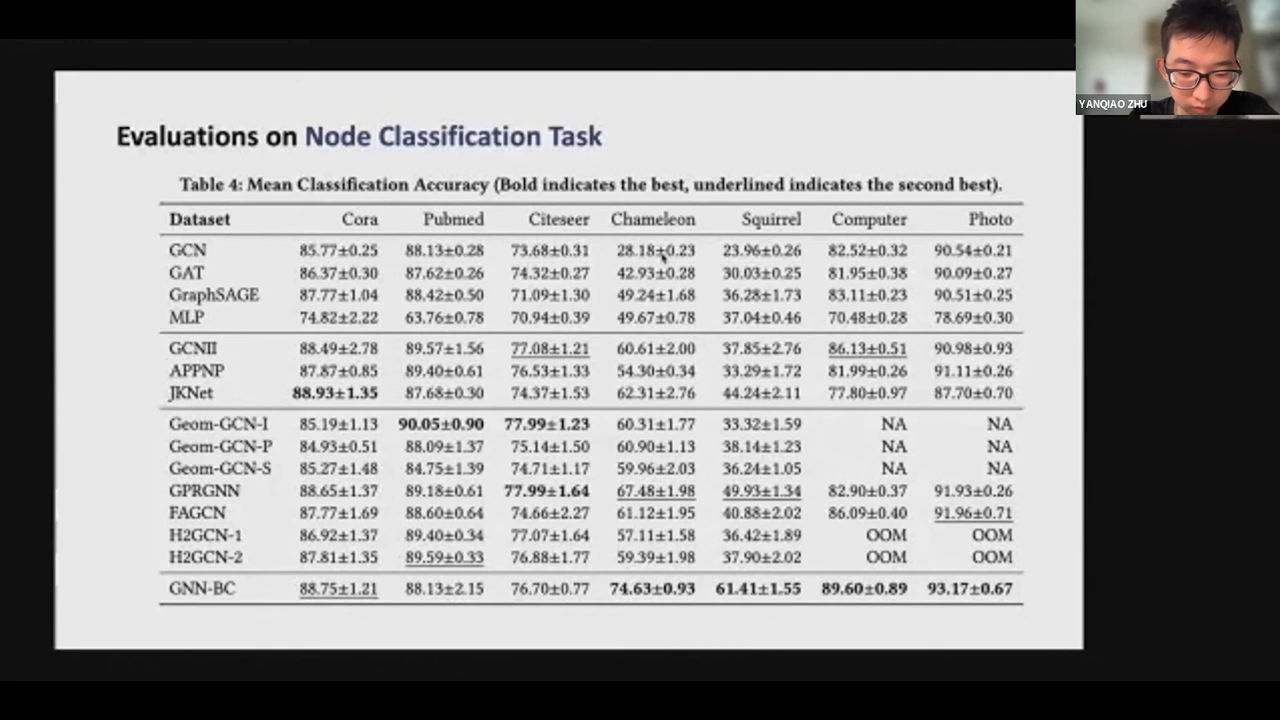 YANQIAO ZHU
Evaluations on Node Classification Task
Table 4: Mean Classification Accuracy (Bold indicates the best, underlined indicates the second best).
Dataset Cora Pubmed Citeseer Chameleon Squirrel Computer Photo
GCN 85.77±0.25 88.13±0.28 73.68±0.31 28.18±0.23 23.96±0.26 82.52±0.32 90.54±0.21
GAT 86.37±0.30 87.62±0.26 74.32±0.27 42.93±0.28 30.03±0.25 81.95±0.38 90.09±0.27
GraphSAGE 87.77±1.04 88.42±0.50 71.09±1.30 49.24±1.68 36.28±1.73 83.11±0.23 90.51±0.25
MLP 74.82±2.22 63.76±0.78 70.94±0.39 49.67±0.78 37.04±0.46 70.48±0.28 78.69±0.30
GCNII 88.49±2.78 89.57±1.56 77.08±1.21 60.61±2.00 37.85±2.76 86.13±0.51 90.98±0.93
APPNP 87.87±0.85 89.40±0.61 76.53±1.33 54.30±0.34 33.29±1.72 81.99±0.26 91.11±0.26
JKNet 88.93±1.35 87.68±0.30 74.37±1.53 62.31±2.76 44.24±2.11 77.80±0.97 87.70±0.70
Geom-GCN-I 85.19±1.13 90.05±0.90 77.99±1.23 60.31±1.77 33.32±1.59 NA NA
Geom-GCN-P 84.93±0.51 88.09±1.37 75.14±1.50 60.90±1.13 38.14±1.23 NA NA
Geom-GCN-S 85.27±1.48 84.75±1.39 74.71±1.17 59.96±2.03 36.24±1.05 NA NA
GPRGNN 88.65±1.37 89.18±0.61 77.99±1.64 67.48±1.98 49.93±1.34 82.90±0.37 91.93±0.26
FAGCN 87.77±1.69 88.60±0.64 74.66±2.27 61.12±1.95 40.88±2.02 86.09±0.40 91.96±0.71
H2GCN-1 86.92±1.37 89.40±0.34 77.07±1.64 57.11±1.58 36.42±1.89 OOM OOM
H2GCN-2 87.81±1.35 89.59±0.33 76.88±1.77 59.39±1.98 37.90±2.02 OOM OOM
GNN-BC 88.75±1.21 88.13±2.15 76.70±0.77 74.63±0.93 61.41±1.55 89.60±0.89 93.17±0.67